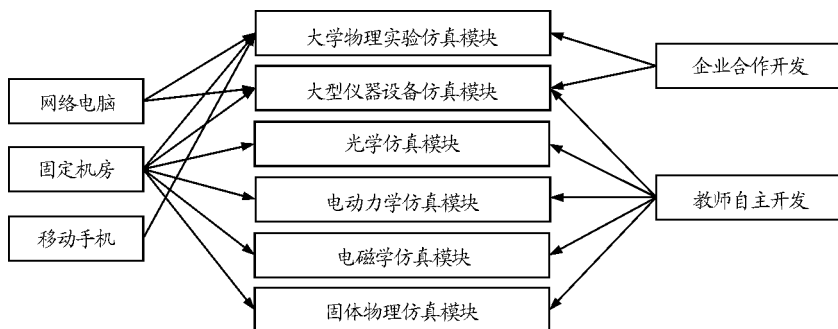 大学物理实验仿真模块
企业合作开发
大型仪器设备仿真模块
网络电脑
光学仿真模块
固定机房
电动力学仿真模块
教师自主开发
移动手机
电磁学仿真模块
固体物理仿真模块